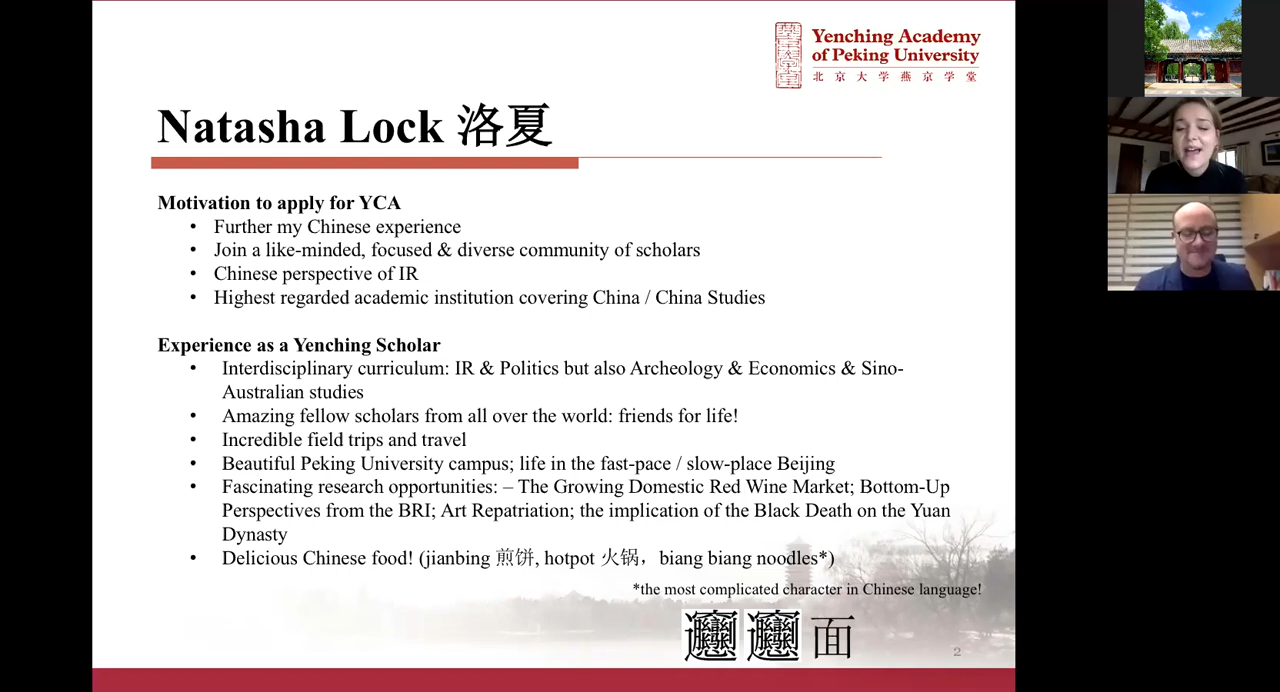 Yenching Academy
of Peking University
北京大学燕京学堂
Natasha Lock 洛夏
Motivation to apply for YCA
• Further my Chinese experience
• Join a like-minded, focused & diverse community of scholars
• Chinese perspective of IR
• Highest regarded academic institution covering China / China Studies
Experience as a Yenching Scholar
• Interdisciplinary curriculum: IR & Politics but also Archeology & Economics & Sino-
Australian studies
• Amazing fellow scholars from all over the world: friends for life!
• Incredible field trips and travel
• Beautiful Peking University campus; life in the fast-pace / slow-place Beijing
• Fascinating research opportunities: – The Growing Domestic Red Wine Market; Bottom-Up
Perspectives from the BRI; Art Repatriation; the implication of the Black Death on the Yuan
Dynasty
• Delicious Chinese food! (jianbing 煎饼, hotpot 火锅，biang biang noodles*)
*the most complicated character in Chinese language!
𰻞𰻞面
2